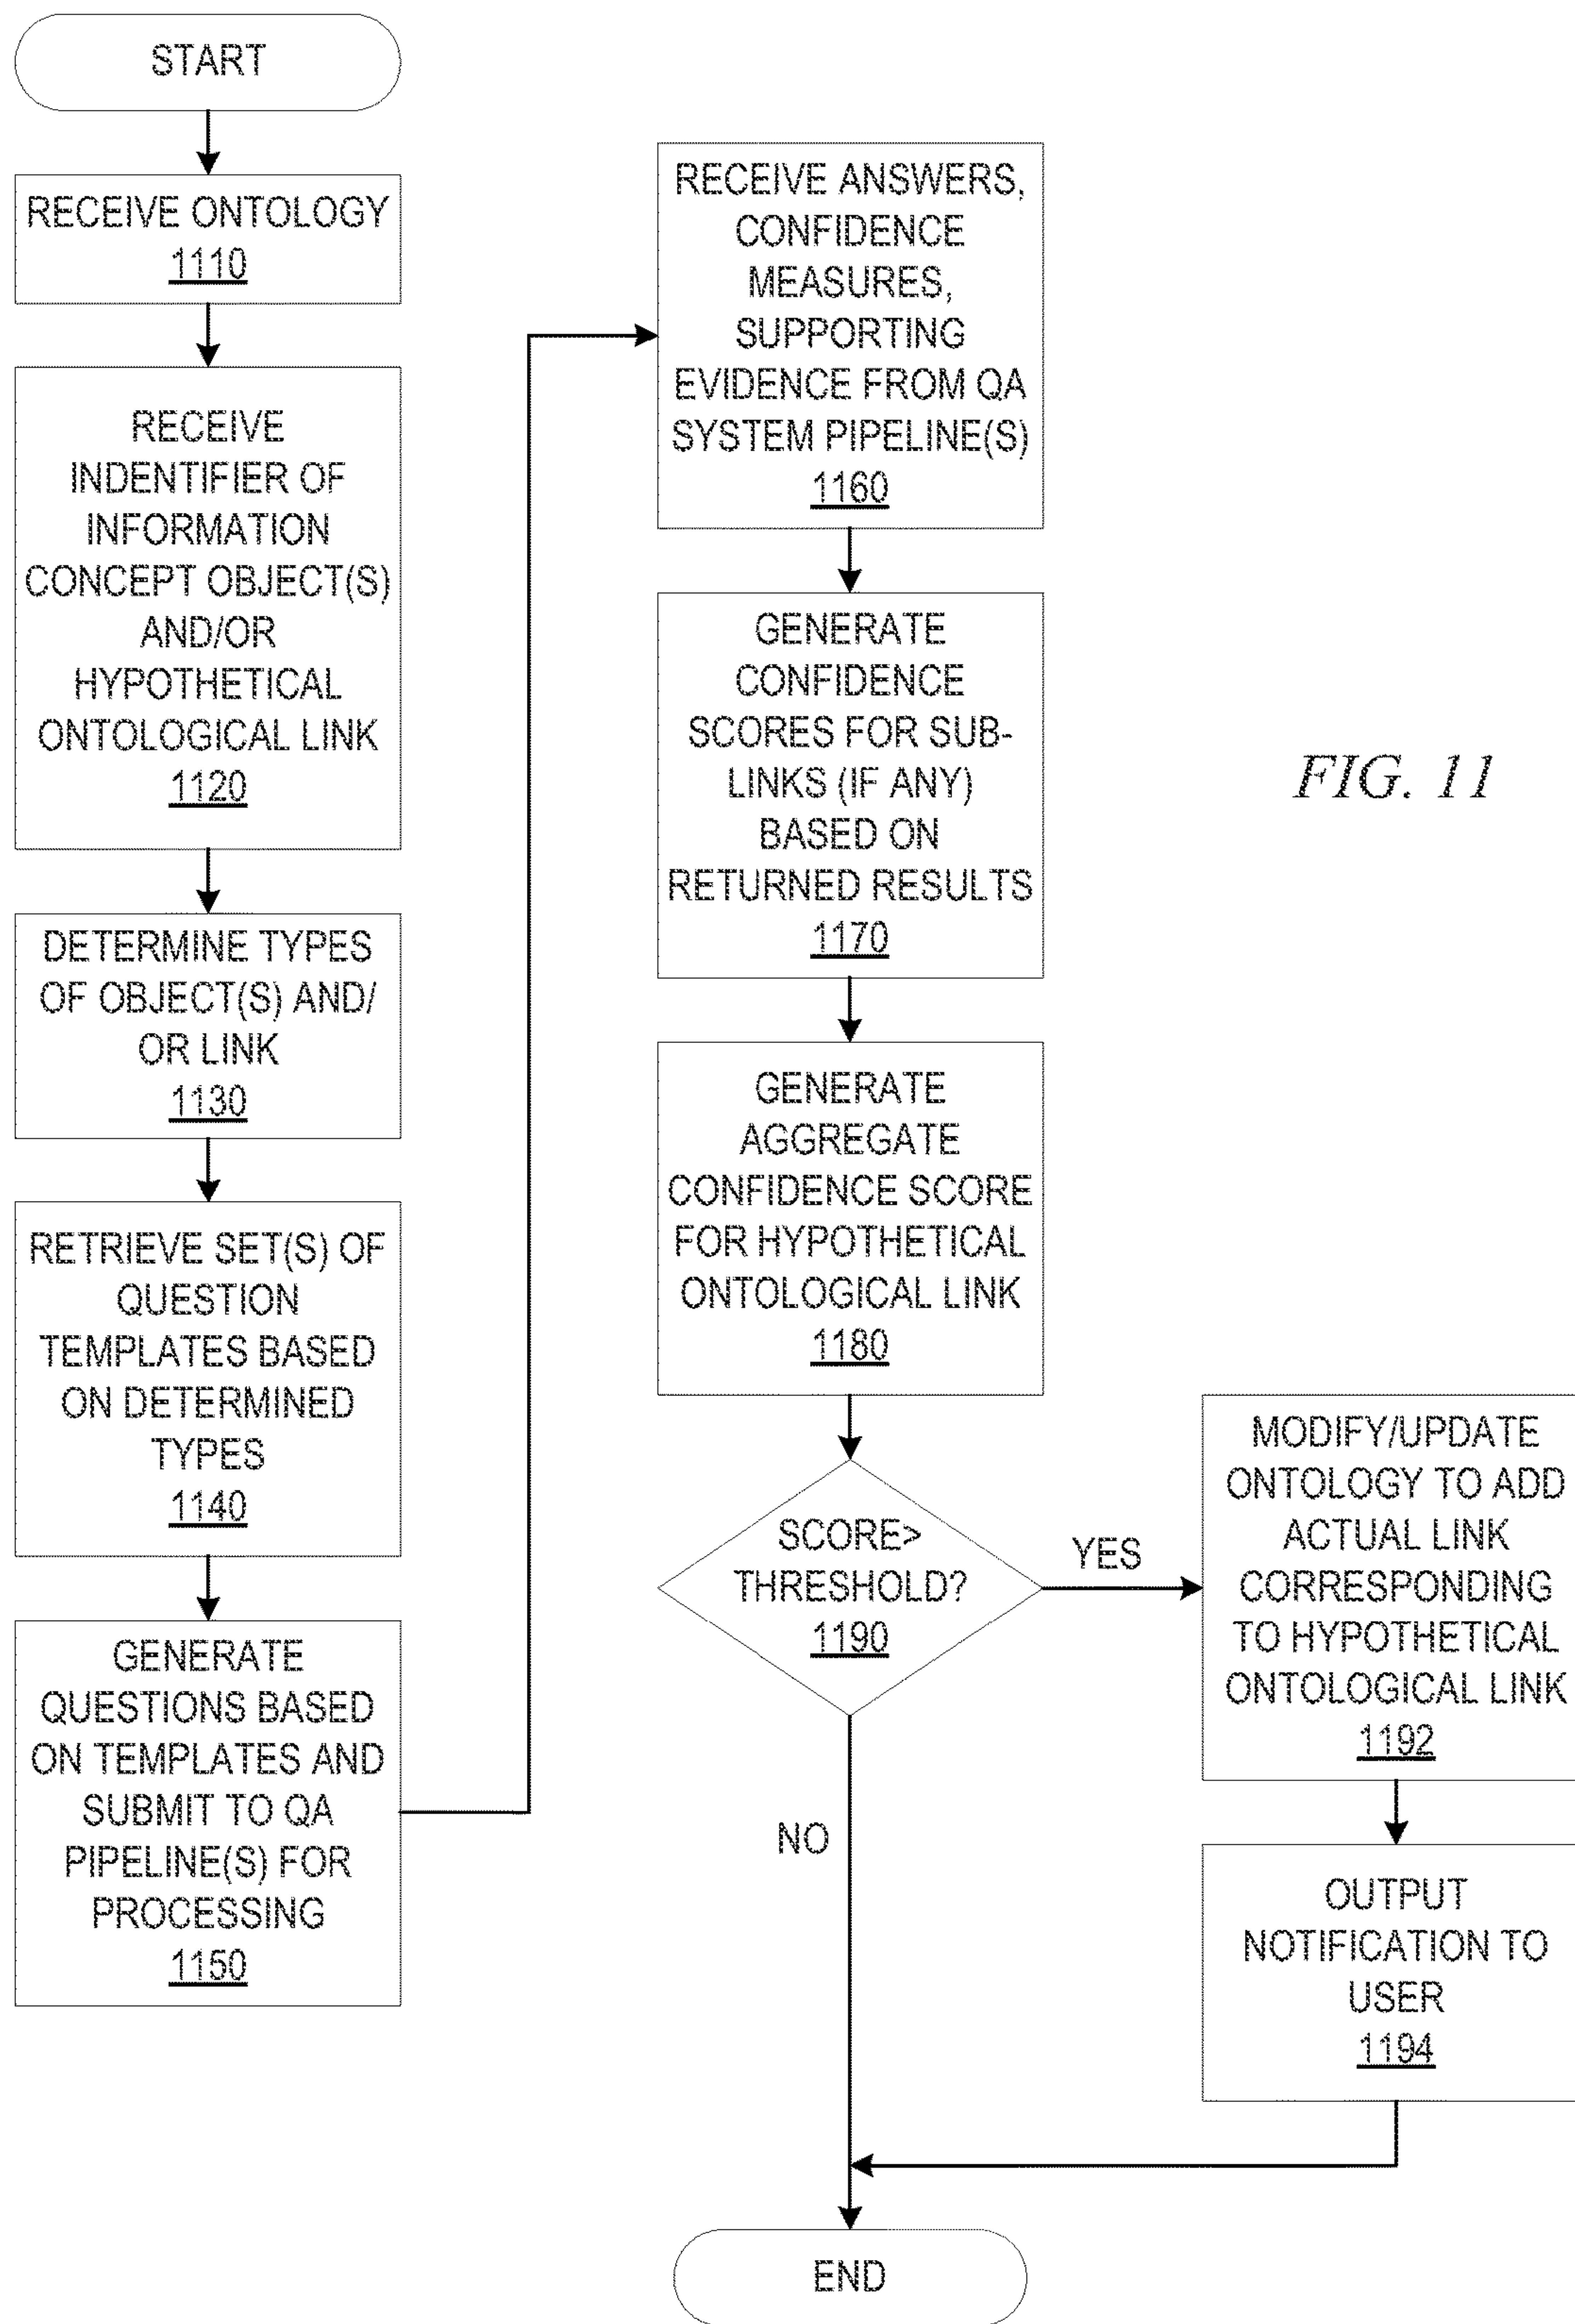 START
RECEIVE ONTOLOGY
1110
RECEIVE
INDENTIFIER OF
INFORMATION
CONCEPT OBJECT(S)
AND/OR
HYPOTHETICAL
ONTOLOGICAL LINK
1120
DETERMINE TYPES
OF OBJECT(S) AND/
OR LINK
1130
RETRIEVE SET(S) OF
QUESTION
TEMPLATES BASED
ON DETERMINED
TYPES
1140
GENERATE
QUESTIONS BASED
ON TEMPLATES AND
SUBMIT TO QA
PIPELINE(S) FOR
PROCESSING
1150
RECEIVE ANSWERS,
CONFIDENCE
MEASURES,
SUPPORTING
EVIDENCE FROM QA
SYSTEM PIPELINE(S)
1160
GENERATE
CONFIDENCE
SCORES FOR SUB-
LINKS (IF ANY)
BASED ON
RETURNED RESULTS
1170
GENERATE
AGGREGATE
CONFIDENCE SCORE
FOR HYPOTHETICAL
ONTOLOGICAL LINK
1180
SCORE>
THRESHOLD?
1190
YES
NO
MODIFY/UPDATE
ONTOLOGY TO ADD
ACTUAL LINK
CORRESPONDING
TO HYPOTHETICAL
ONTOLOGICAL LINK
1192
OUTPUT
NOTIFICATION TO
USER
1194
END
FIG. 11